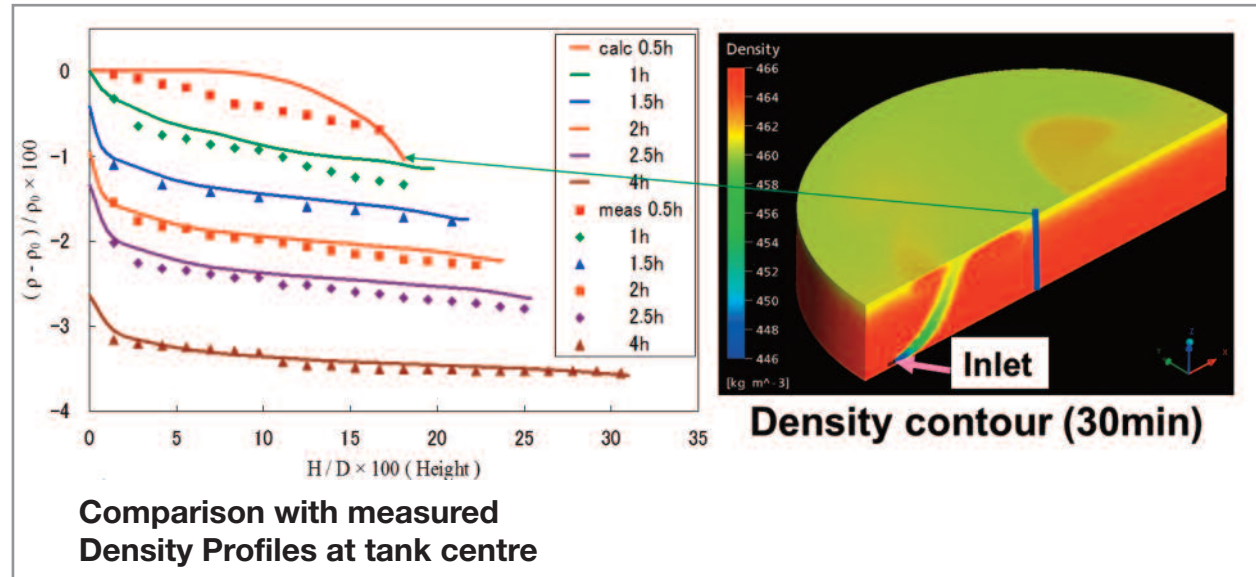 0
-1
-2
-3
-4
( ρ - ρ₀ ) / ρ₀ × 100
0
5
10
15
20
25
30
35
H / D × 100 ( Height )
calc 0.5h
1h
1.5h
2h
2.5h
4h
meas 0.5h
1h
1.5h
2h
2.5h
4h
Comparison with measured
Density Profiles at tank centre
Density
466
464
462
460
458
456
454
452
450
448
446
[kg m^-3]
Inlet
Z
Y
X
Density contour (30min)